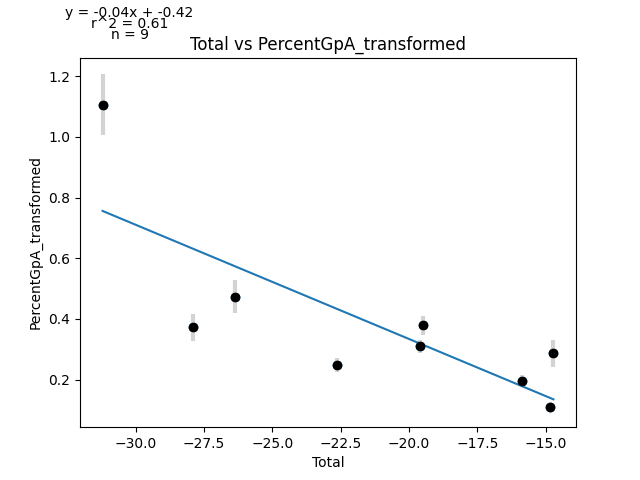 y = -0.04x + -0.42
r^2 = 0.61
n = 9
Total vs PercentGpA_transformed
1.2
1.0
0.8
0.6
0.4
0.2
PercentGpA_transformed
−30.0 −27.5 −25.0 −22.5 −20.0 −17.5 −15.0
Total